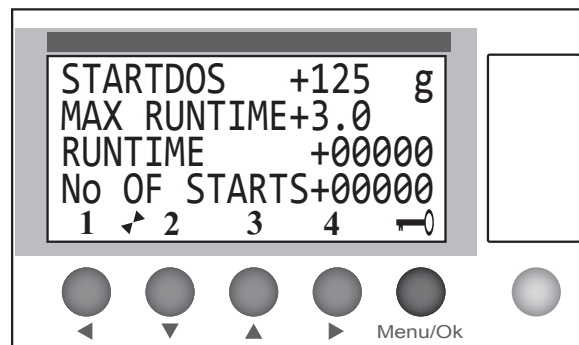 STARTDOS +125 g
MAX RUNTIME+3.0
RUNTIME +00000
No OF STARTS+00000
1 2 3 4
Menu/Ok